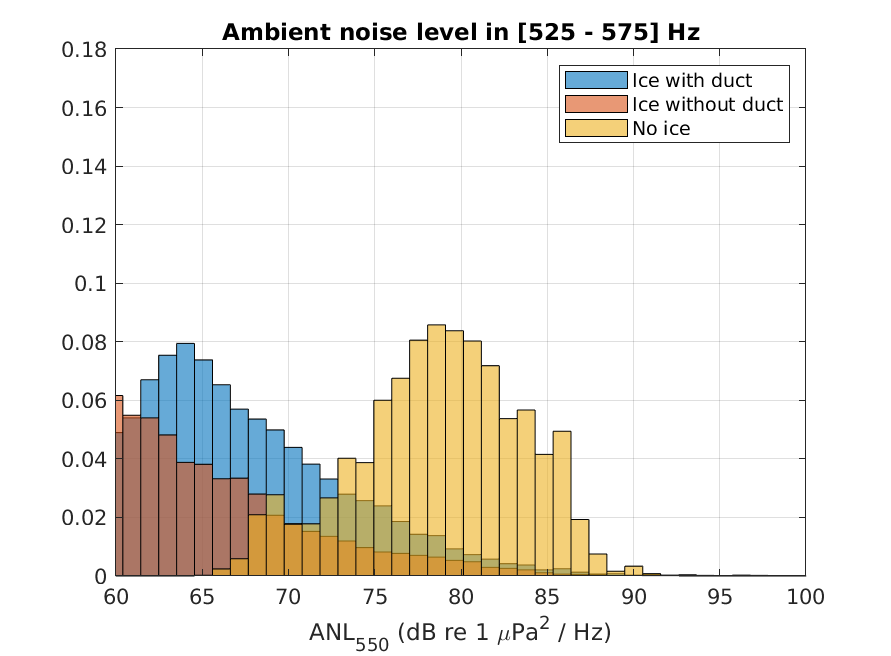 Ambient noise level in [525 - 575] Hz
0.18
0.16
0.14
0.12
0.1
0.08
0.06
0.04
0.02
0
Ice with duct
Ice without duct
No ice
60 65 70 75 80 85 90 95 100
ANL₅₅₀ (dB re 1 μPa² / Hz)